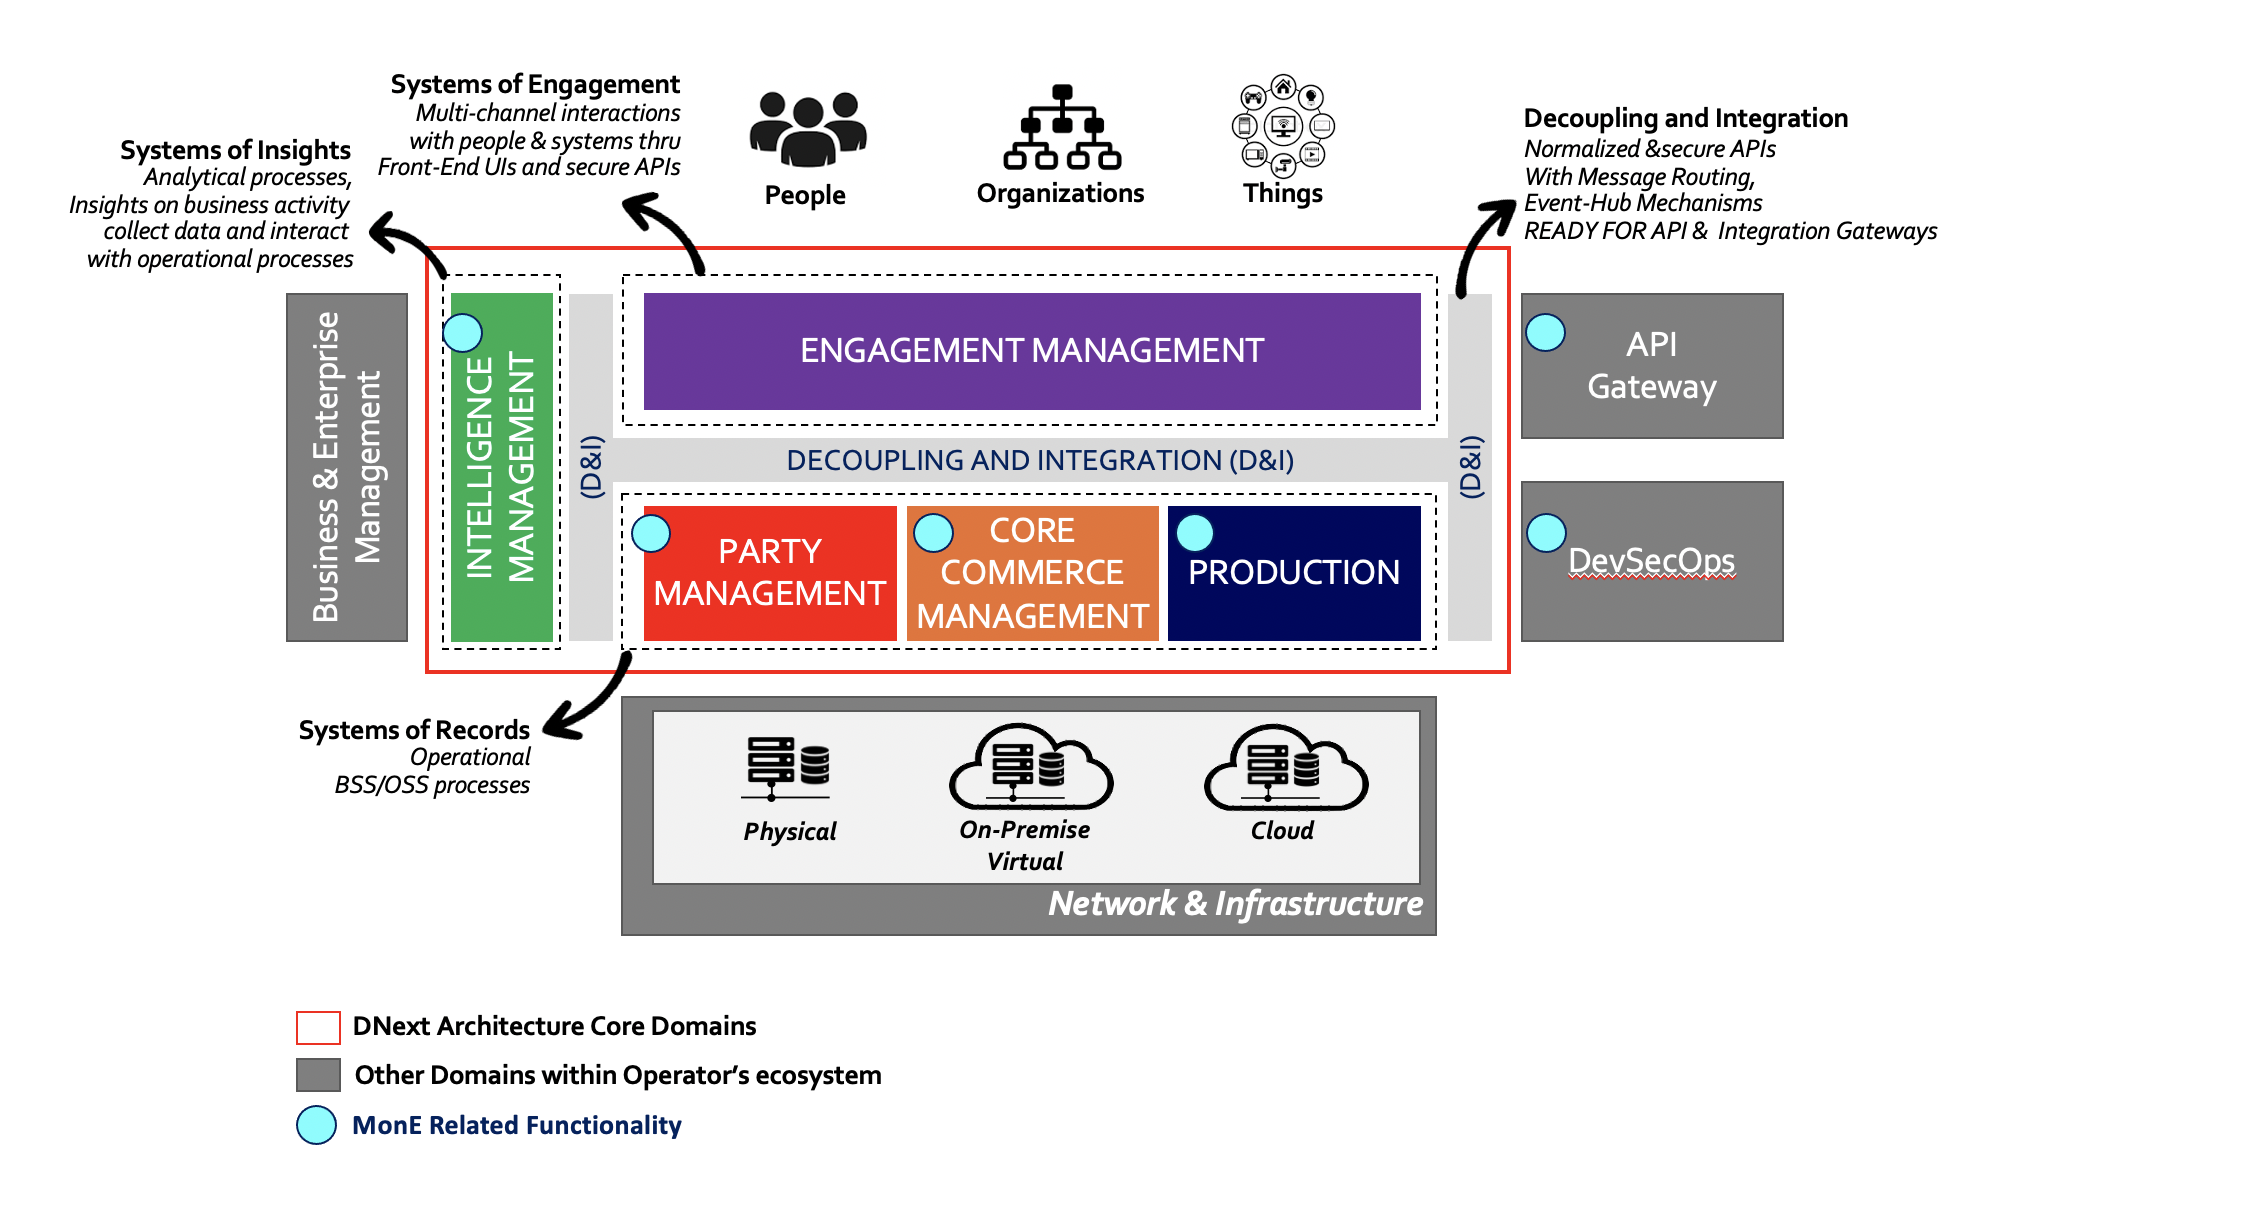 Systems of Engagement
Multi-channel interactions
with people & systems thru
Front-End UIs and secure APIs
Systems of Insights
Analytical processes,
Insights on business activity
collect data and interact
with operational processes
People
Organizations
Things
Decoupling and Integration
Normalized &secure APIs
With Message Routing,
Event-Hub Mechanisms
READY FOR API & Integration Gateways
Business & Enterprise
Management
INTELLIGENCE
MANAGEMENT
(D&I)
ENGAGEMENT MANAGEMENT
DECOUPLING AND INTEGRATION (D&I)
(D&I)
PARTY
MANAGEMENT
CORE
COMMERCE
MANAGEMENT
PRODUCTION
API
Gateway
DevSecOps
Systems of Records
Operational
BSS/OSS processes
Physical
On-Premise
Virtual
Cloud
Network & Infrastructure
DNext Architecture Core Domains
Other Domains within Operator’s ecosystem
MonE Related Functionality